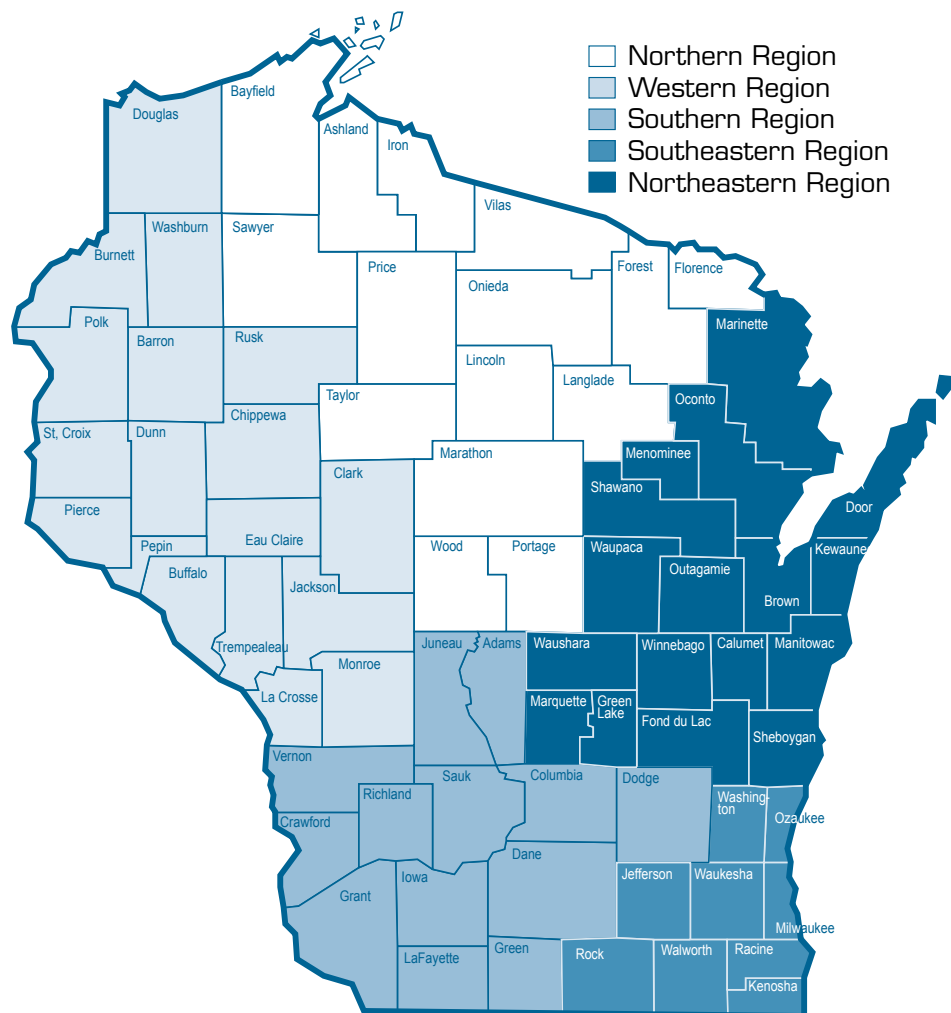 Northern Region
Western Region
Southern Region
Southeastern Region
Northeastern Region
Bayfield
Douglas
Ashland
Iron
Vilas
Washburn
Sawyer
Burnett
Price
Forest
Florence
Onieda
Polk
Marinette
Barron
Rusk
Lincoln
Langlade
Taylor
Oconto
Chippewa
St, Croix
Dunn
Marathon
Menominee
Clark
Shawano
Pierce
Door
Eau Claire
Pepin
Wood
Portage
Waupaca
Kewaune
Buffalo
Outagamie
Jackson
Brown
Trempealeau
Juneau
Adams
Waushara
Winnebago
Calumet
Manitowac
Monroe
La Crosse
Marquette
Green
Lake
Fond du Lac
Sheboygan
Vernon
Sauk
Columbia
Dodge
Richland
Washing-
ton
Ozaukee
Crawford
Dane
Iowa
Jefferson
Waukesha
Grant
Milwaukee
LaFayette
Green
Rock
Walworth
Racine
Kenosha